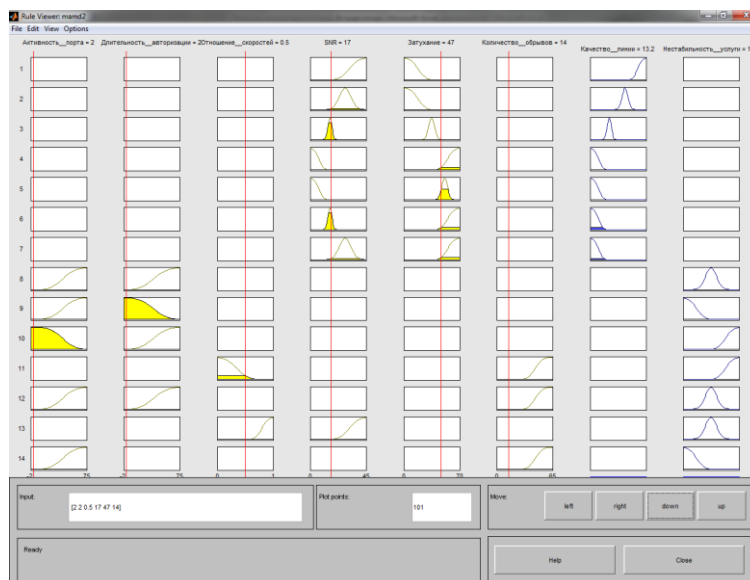 Rule Viewer: mamd2
File Edit View Options
Активность__порта = 2 Длительность__авторизации = 2 Отношение__скоростей = 0.5 SNR = 17 Затухание = 47 Количество__обрывов = 14 Качество__линии = 13.2 Нестабильность__услуги = 1
1
2
3
4
5
6
7
8
9
10
11
12
13
14
75 75 0 1 0 45 0 70 0 65
Input:
[2 2 0.5 17 47 14]
Plot points:
101
Move:
left right down up
Ready
Help Close